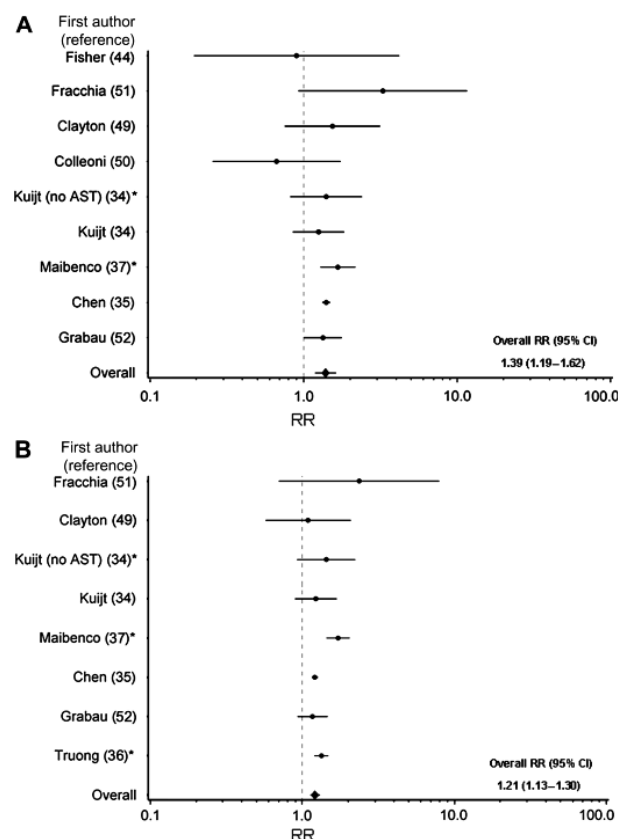 A
First author
(reference)
Fisher (44)
Fracchia (51)
Clayton (49)
Colleoni (50)
Kuijt (no AST) (34)*
Kuijt (34)
Maibenco (37)*
Chen (35)
Grabau (52)
Overall RR (95% CI)
1.39 (1.19–1.62)
Overall
0.1 1.0 10.0 100.0
RR
B
First author
(reference)
Fracchia (51)
Clayton (49)
Kuijt (no AST) (34)*
Kuijt (34)
Maibenco (37)*
Chen (35)
Grabau (52)
Truong (36)*
Overall RR (95% CI)
1.21 (1.13–1.30)
Overall
0.1 1.0 10.0 100.0
RR